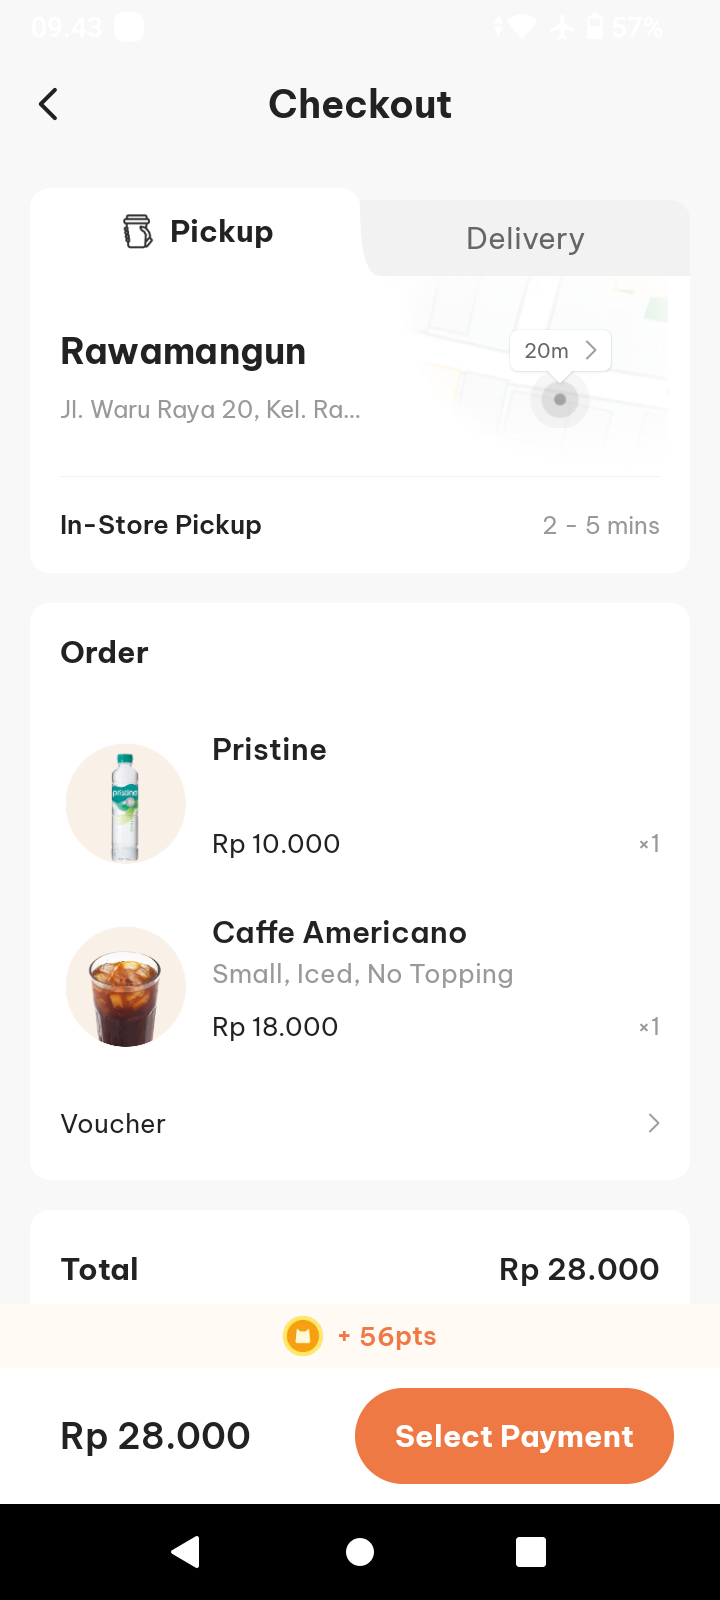 09.43
57%
Checkout
Pickup
Delivery
Rawamangun
20m
Jl. Waru Raya 20, Kel. Ra...
In-Store Pickup
2 - 5 mins
Order
Pristine
pristine
Rp 10.000
×1
Caffe Americano
Small, Iced, No Topping
Rp 18.000
×1
Voucher
Total
Rp 28.000
+ 56pts
Rp 28.000
Select Payment